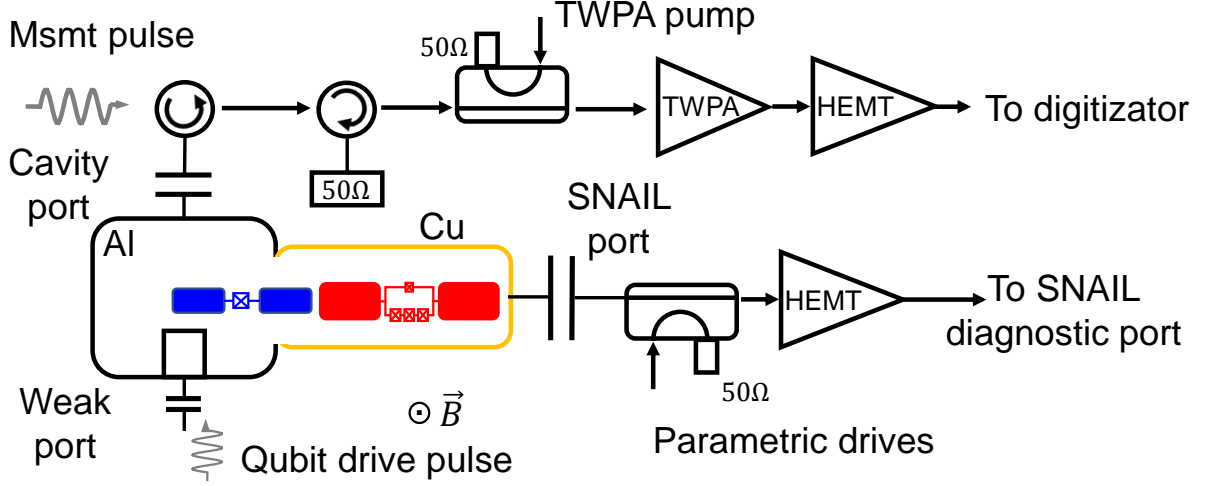 Msmt pulse
TWPA pump
50Ω
TWPA
HEMT
To digitizator
Cavity
port
50Ω
SNAIL
port
Al
Cu
HEMT
To SNAIL
diagnostic port
50Ω
Weak
port
⊙ B⃗
Qubit drive pulse
Parametric drives